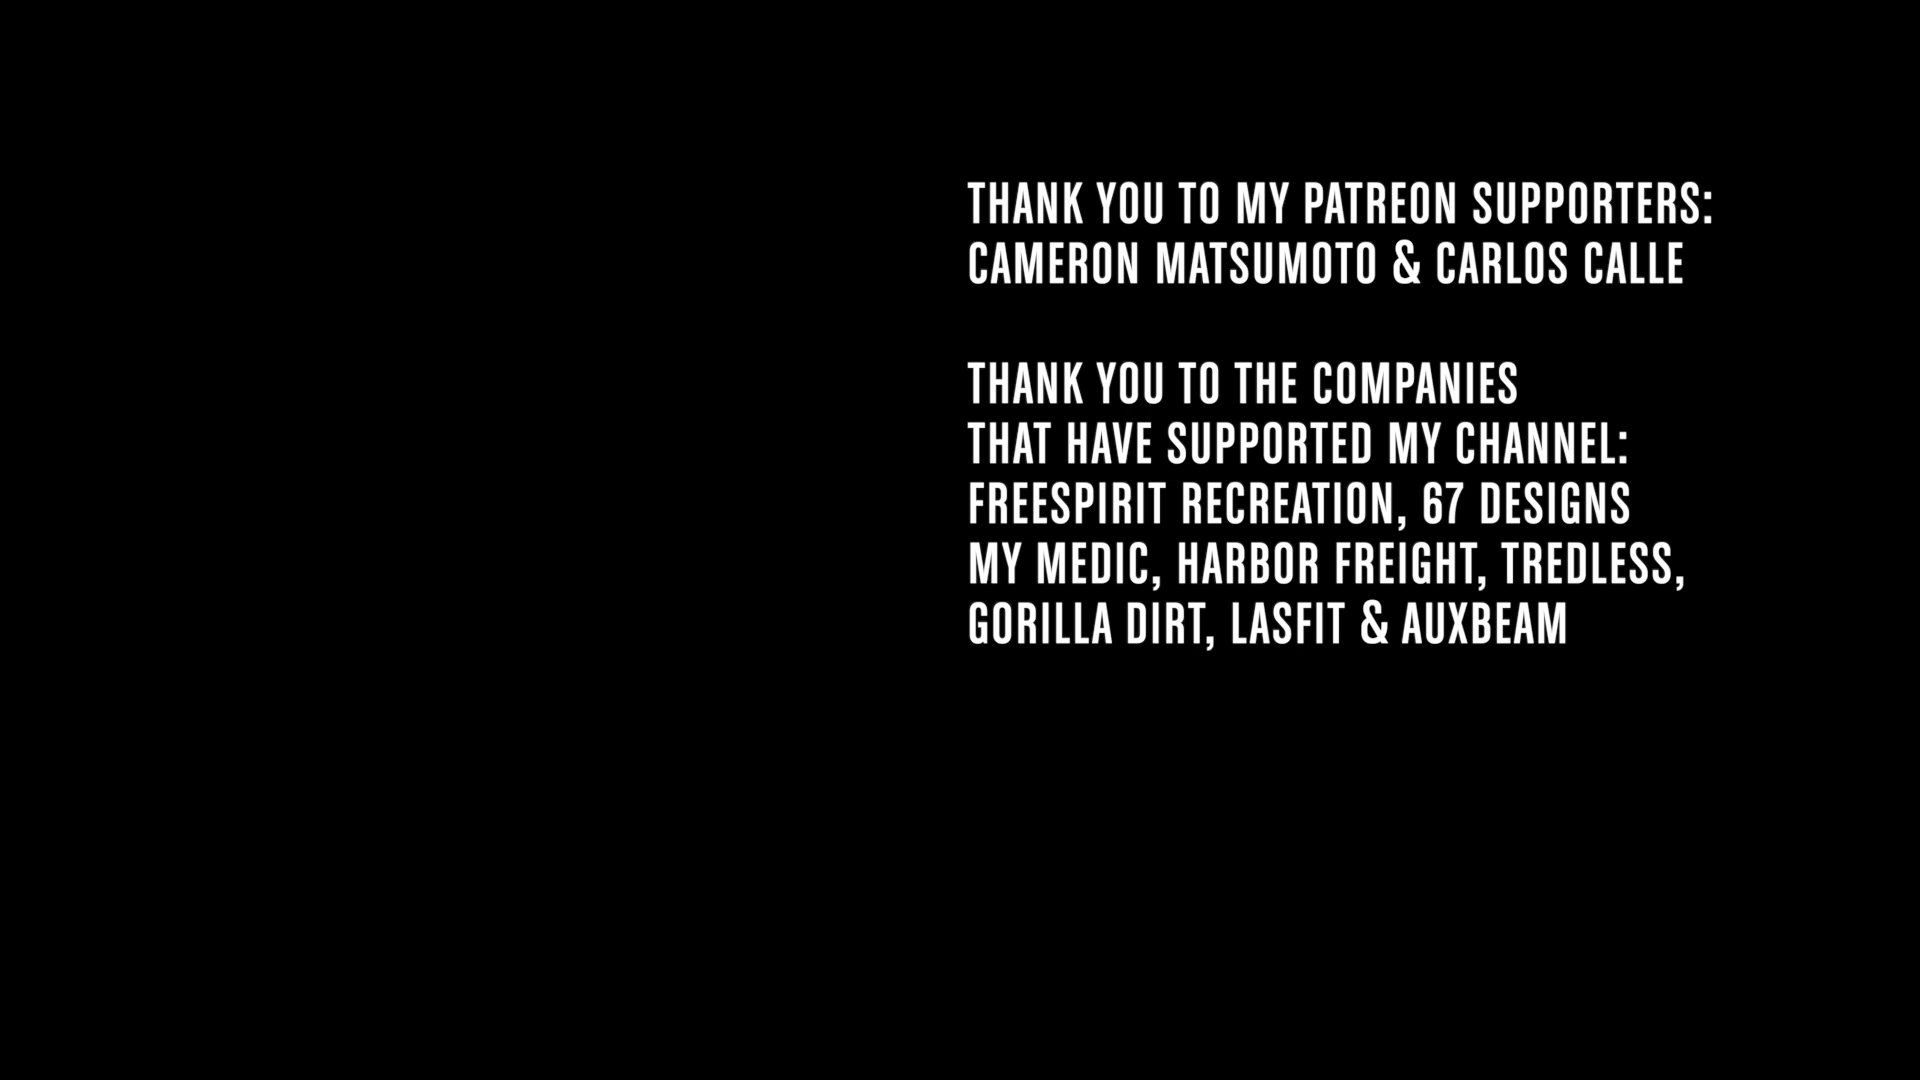 THANK YOU TO MY PATREON SUPPORTERS:
CAMERON MATSUMOTO & CARLOS CALLE
THANK YOU TO THE COMPANIES
THAT HAVE SUPPORTED MY CHANNEL:
FREESPIRIT RECREATION, 67 DESIGNS
MY MEDIC, HARBOR FREIGHT, TREDLESS,
GORILLA DIRT, LASFIT & AUXBEAM